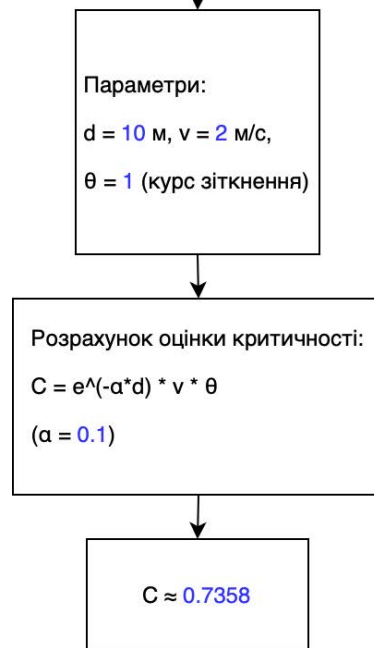 Параметри:
d = 10 м, v = 2 м/с,
θ = 1 (курс зіткнення)
Розрахунок оцінки критичності:
C = e^(-α*d) * v * θ
(α = 0.1)
C ≈ 0.7358